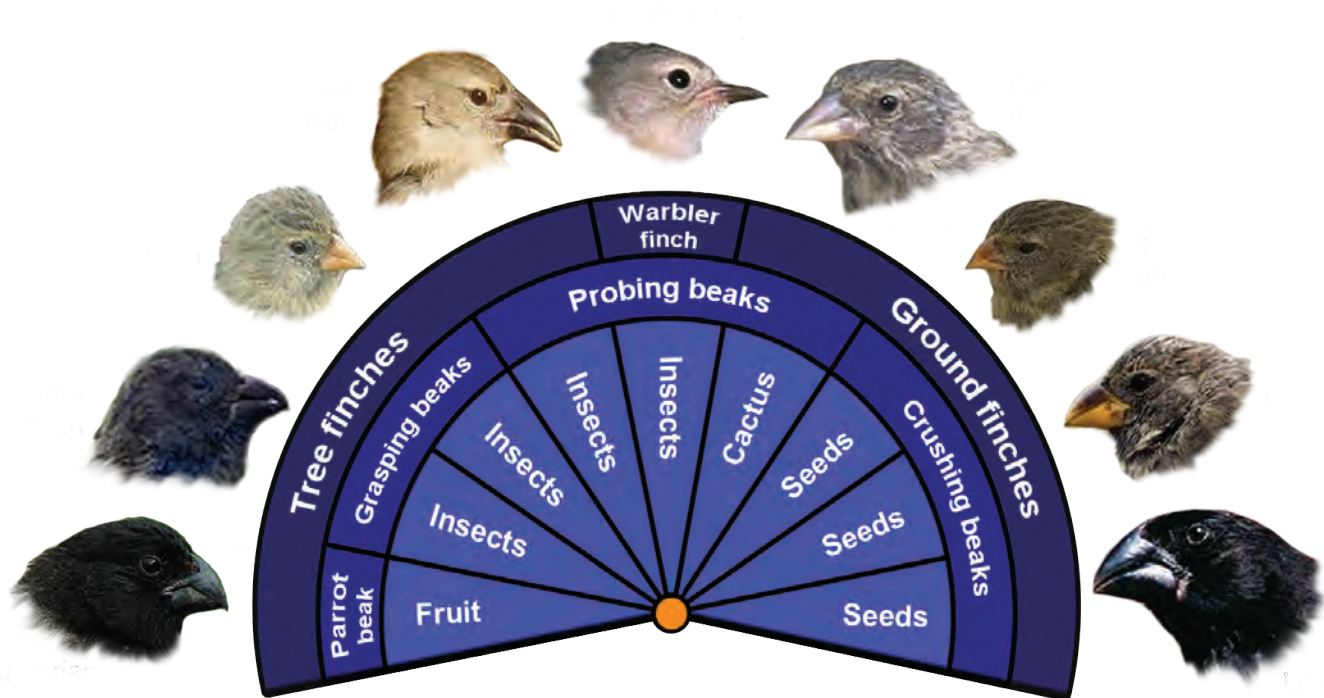 Warbler
finch
Tree finches
Probing beaks
Ground finches
Grasping beaks
Crushing beaks
Parrot
beak
Fruit
Insects
Insects
Insects
Insects
Cactus
Seeds
Seeds
Seeds